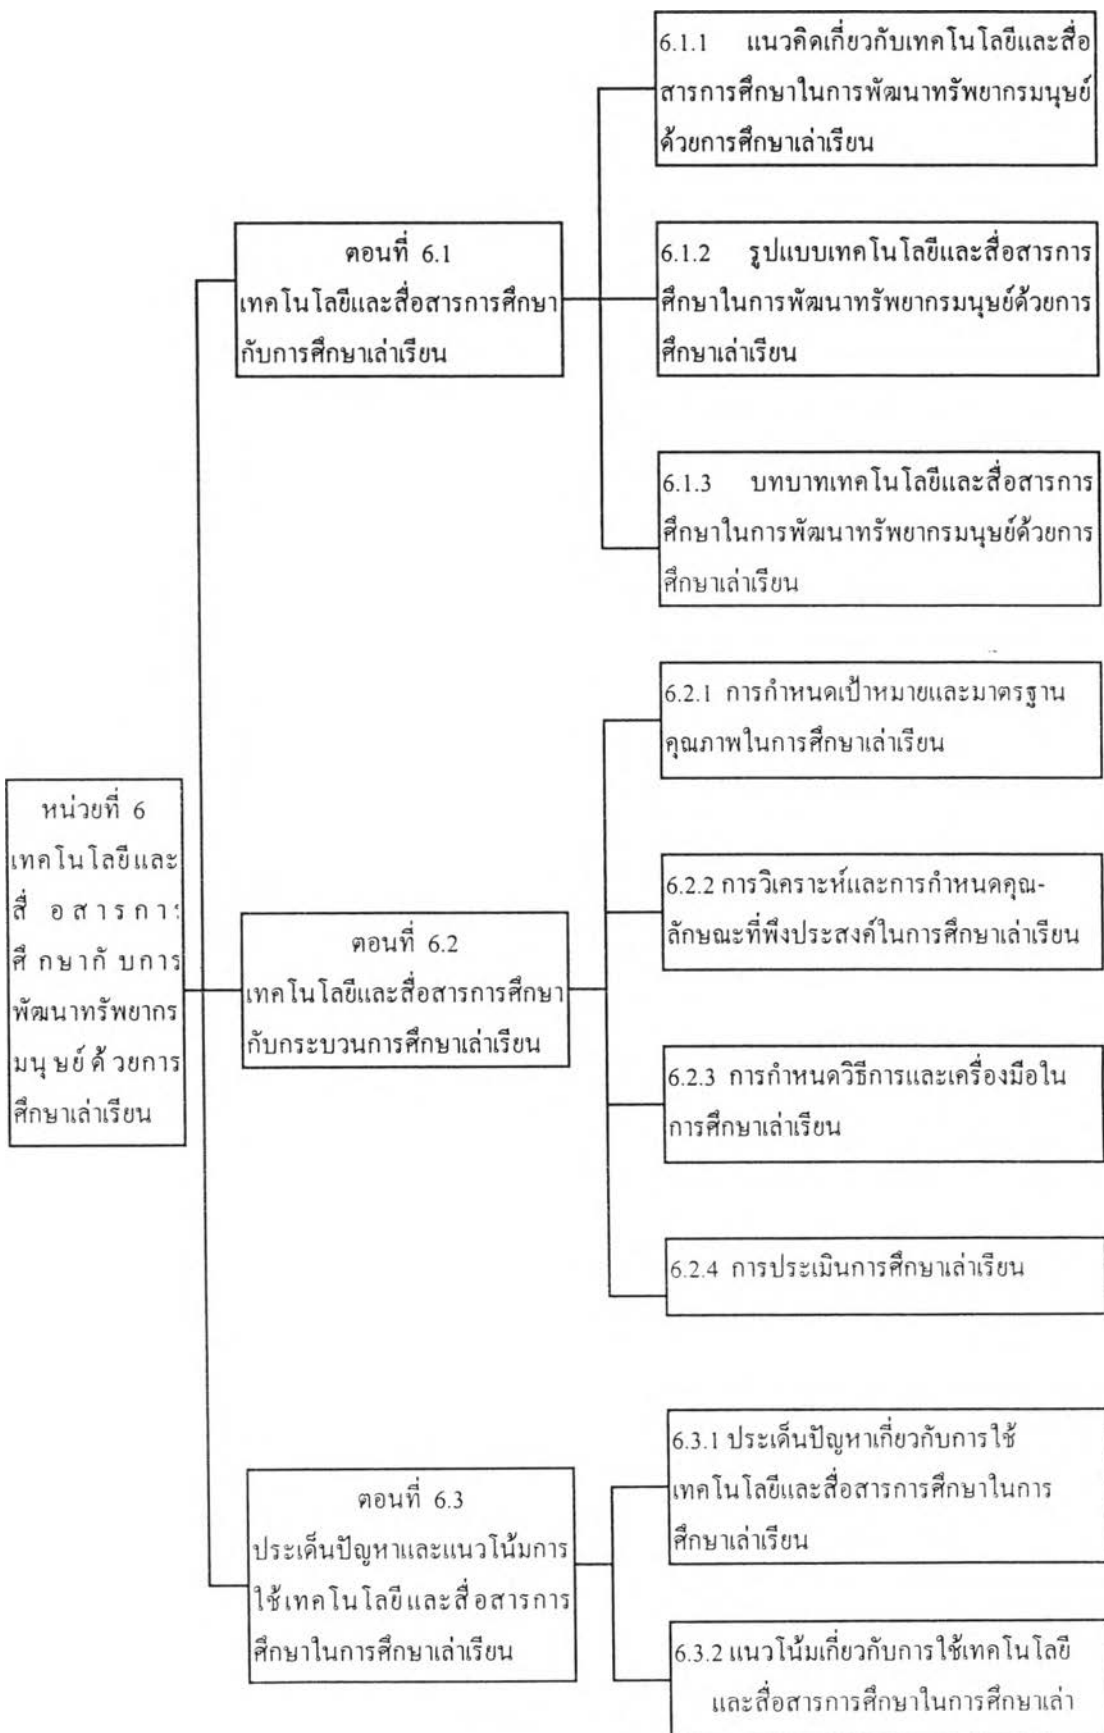 หน่วยที่ 6
เทคโนโลยีและ
สื่อสารการ
ศึกษากับการ
พัฒนาทรัพยากร
มนุษย์ด้วยการ
ศึกษาเล่าเรียน
ตอนที่ 6.1
เทคโนโลยีและสื่อสารการศึกษา
กับการศึกษาเล่าเรียน
6.1.1 แนวคิดเกี่ยวกับเทคโนโลยีและสื่อ
สารการศึกษาในการพัฒนาทรัพยากรมนุษย์
ด้วยการศึกษาเล่าเรียน
6.1.2 รูปแบบเทคโนโลยีและสื่อสารการ
ศึกษาในการพัฒนาทรัพยากรมนุษย์ด้วยการ
ศึกษาเล่าเรียน
6.1.3 บทบาทเทคโนโลยีและสื่อสารการ
ศึกษาในการพัฒนาทรัพยากรมนุษย์ด้วยการ
ศึกษาเล่าเรียน
ตอนที่ 6.2
เทคโนโลยีและสื่อสารการศึกษา
กับกระบวนการศึกษาเล่าเรียน
6.2.1 การกำหนดเป้าหมายและมาตรฐาน
คุณภาพในการศึกษาเล่าเรียน
6.2.2 การวิเคราะห์และการกำหนดคุณ-
ลักษณะที่พึงประสงค์ในการศึกษาเล่าเรียน
6.2.3 การกำหนดวิธีการและเครื่องมือใน
การศึกษาเล่าเรียน
6.2.4 การประเมินการศึกษาเล่าเรียน
ตอนที่ 6.3
ประเด็นปัญหาและแนวโน้มการ
ใช้เทคโนโลยีและสื่อสารการ
ศึกษาในการศึกษาเล่าเรียน
6.3.1 ประเด็นปัญหาเกี่ยวกับการใช้
เทคโนโลยีและสื่อสารการศึกษาในการ
ศึกษาเล่าเรียน
6.3.2 แนวโน้มเกี่ยวกับการใช้เทคโนโลยี
และสื่อสารการศึกษาในการศึกษาเล่า